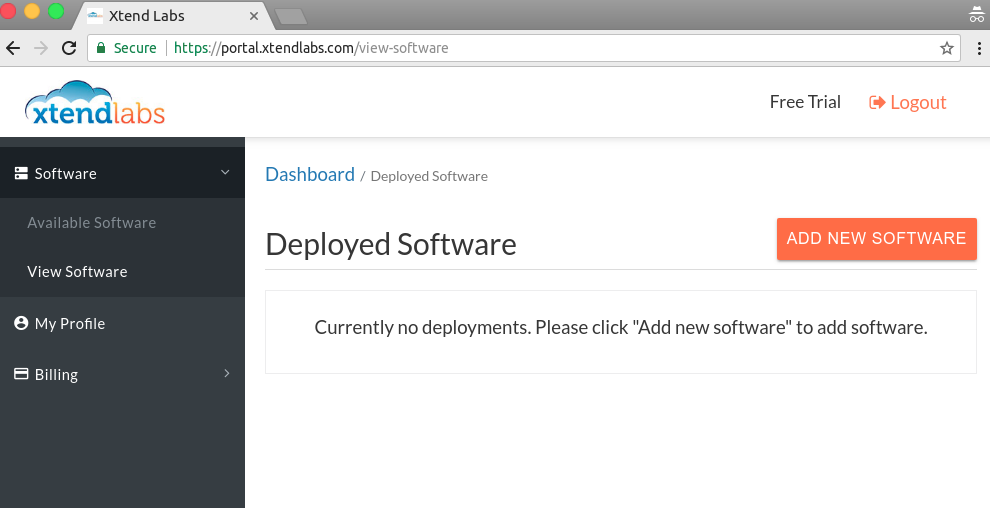 Xtend Labs
Secure https://portal.xtendlabs.com/view-software
xtendlabs
Free Trial Logout
Software
Available Software
View Software
My Profile
Billing
Dashboard / Deployed Software
Deployed Software
ADD NEW SOFTWARE
Currently no deployments. Please click "Add new software" to add software.